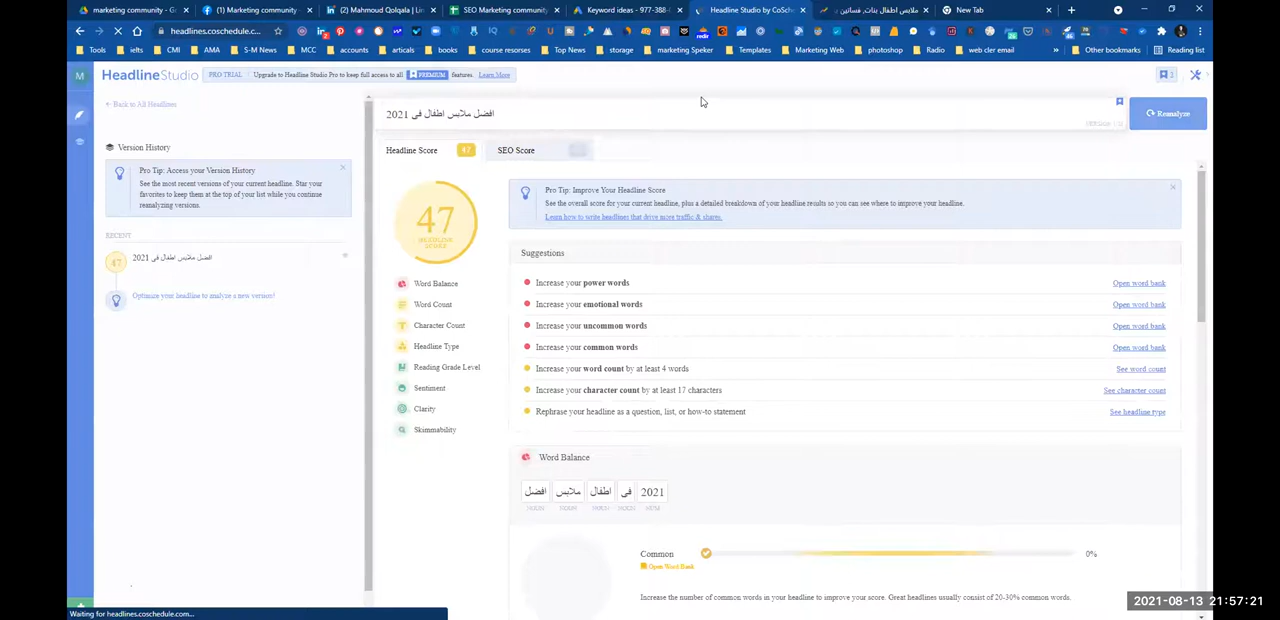 marketing community - G
(1) Marketing community
(2) Mahmoud Qolqala | Lin
SEO Marketing community
Keyword ideas - 977-388-
Headline Studio by CoSche
ملابس اطفال بنات, فساتين
New Tab
headlines.coschedule.c...
Tools
ielts
CMI
AMA
S-M News
MCC
accounts
articals
books
course resorses
Top News
storage
marketing Speker
Templates
Marketing Web
photoshop
Radio
web cler email
Other bookmarks
Reading list
M
HeadlineStudio
PRO TRIAL
Upgrade to Headline Studio Pro to keep full access to all PREMIUM features. Learn More
Back to All Headlines
افضل ملابس اطفال فى 2021
Reanalyze
Version History
Headline Score 47
SEO Score
Pro Tip: Access your Version History
See the most recent versions of your current headline. Star your
favorites to keep them at the top of your list while you continue
reanalyzing versions.
RECENT
47 افضل ملابس اطفال فى 2021
Optimize your headline to analyze a new version!
47
HEADLINE
SCORE
Word Balance
Word Count
Character Count
Headline Type
Reading Grade Level
Sentiment
Clarity
Skimmability
Pro Tip: Improve Your Headline Score
See the overall score for your current headline, plus a detailed breakdown of your headline results so you can see where to improve your headline.
Learn how to write headlines that drive more traffic & shares.
Suggestions
Increase your power words Open word bank
Increase your emotional words Open word bank
Increase your uncommon words Open word bank
Increase your common words Open word bank
Increase your word count by at least 4 words See word count
Increase your character count by at least 17 characters See character count
Rephrase your headline as a question, list, or how-to statement See headline type
Word Balance
افضل ملابس اطفال فى 2021
NOUN NOUN NOUN NOUN NUM
Common 0%
Open Word Bank
Increase the number of common words in your headline to improve your score. Great headlines usually consist of 20-30% common words.
Waiting for headlines.coschedule.com...
2021-08-13 21:57:21